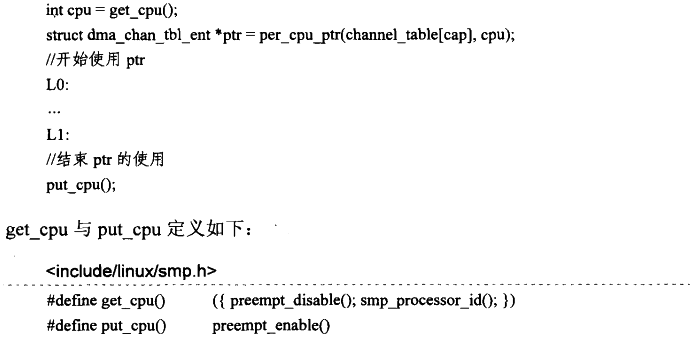 int cpu = get_cpu();
struct dma_chan_tbl_ent *ptr = per_cpu_ptr(channel_table[cap], cpu);
//开始使用 ptr
L0:
...
L1:
//结束 ptr 的使用
put_cpu();
get_cpu 与 put_cpu 定义如下：
<include/linux/smp.h>
#define get_cpu() ({ preempt_disable(); smp_processor_id(); })
#define put_cpu() preempt_enable()